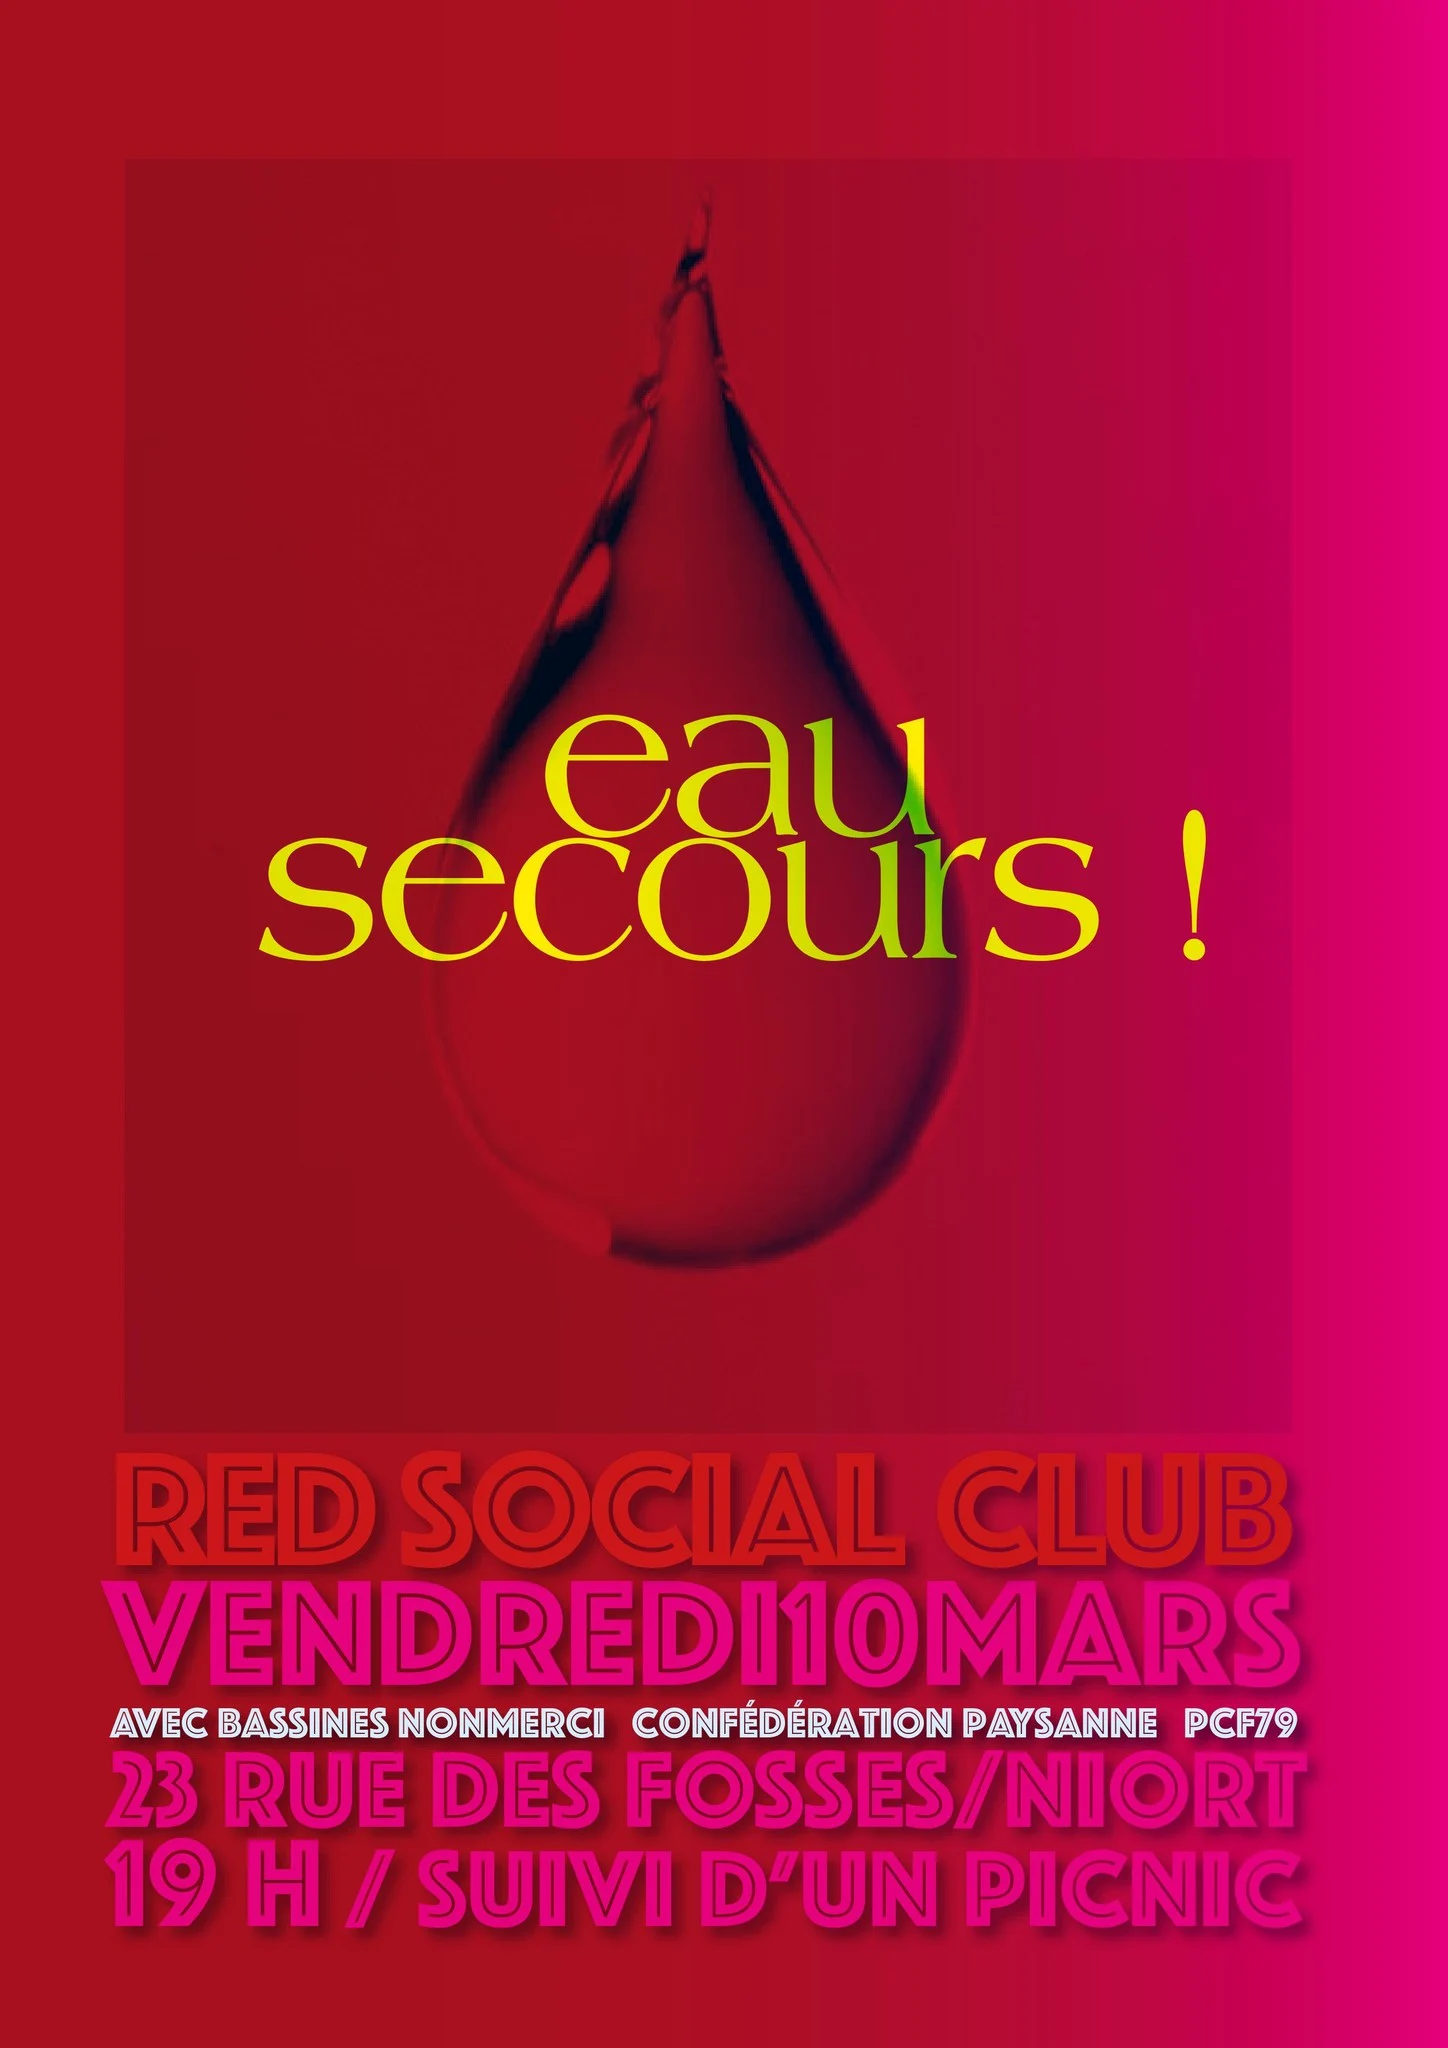 eau
secours !
RED SOCIAL CLUB
VENDREDI10MARS
AVEC BASSINES NONMERCI CONFÉDÉRATION PAYSANNE PCF79
23 RUE DES FOSSES/NIORT
19 H / SUIVI D'UN PICNIC